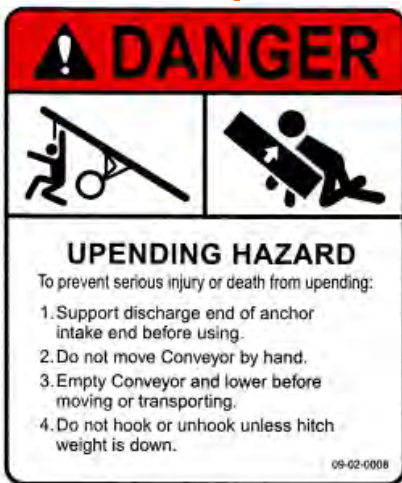 DANGER
UPENDING HAZARD
To prevent serious injury or death from upending:
1. Support discharge end of anchor
intake end before using.
2. Do not move Conveyor by hand.
3. Empty Conveyor and lower before
moving or transporting.
4. Do not hook or unhook unless hitch
weight is down.
09-02-0008